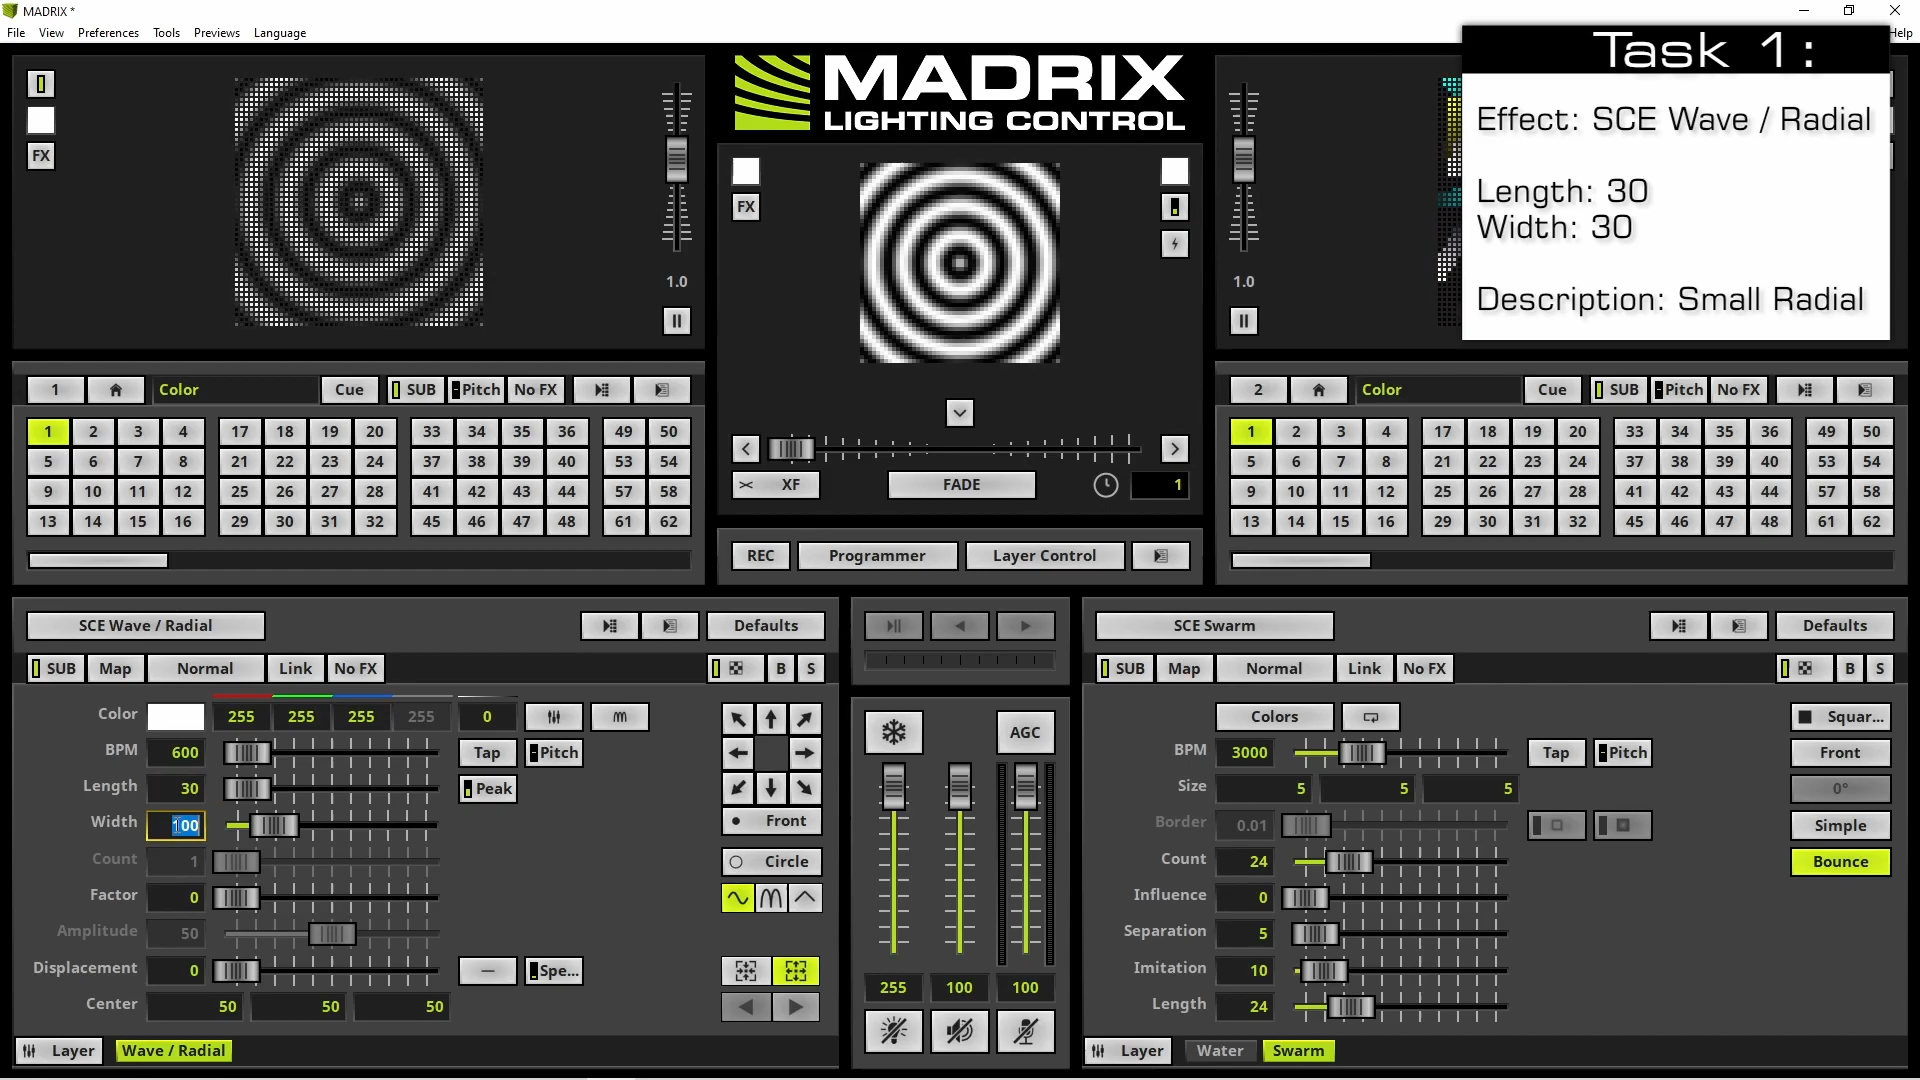 MADRIX *
File View Preferences Tools Previews Language Help
Task 1:
Effect: SCE Wave / Radial
Length: 30
Width: 30
Description: Small Radial
MADRIX
LIGHTING CONTROL
FX
1.0
FX
1.0
1 Color Cue SUB Pitch No FX
1 2 3 4 17 18 19 20 33 34 35 36 49 50
5 6 7 8 21 22 23 24 37 38 39 40 53 54
9 10 11 12 25 26 27 28 41 42 43 44 57 58
13 14 15 16 29 30 31 32 45 46 47 48 61 62
XF FADE 1
REC Programmer Layer Control
2 Color Cue SUB Pitch No FX
1 2 3 4 17 18 19 20 33 34 35 36 49 50
5 6 7 8 21 22 23 24 37 38 39 40 53 54
9 10 11 12 25 26 27 28 41 42 43 44 57 58
13 14 15 16 29 30 31 32 45 46 47 48 61 62
SCE Wave / Radial Defaults
SUB Map Normal Link No FX B S
Color 255 255 255 255 0
BPM 600 Tap Pitch
Length 30 Peak
Width 100 Front
Count 1 Circle
Factor 0
Amplitude 50
Displacement 0 Spe...
Center 50 50 50
Layer Wave / Radial
AGC
255 100 100
SCE Swarm Defaults
SUB Map Normal Link No FX B S
Colors Squar...
BPM 3000 Tap Pitch Front
Size 5 5 5 0°
Border 0.01 Simple
Count 24 Bounce
Influence 0
Separation 5
Imitation 10
Length 24
Layer Water Swarm